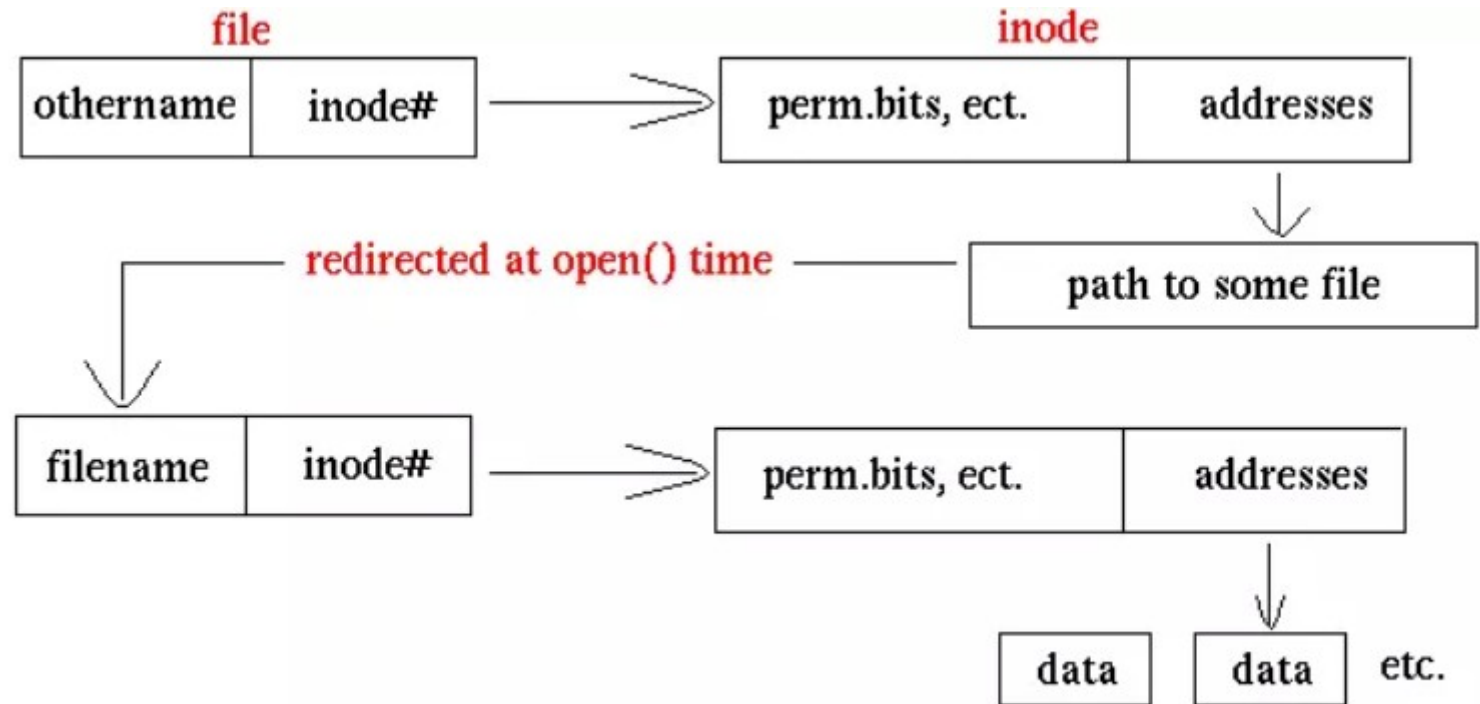 file
inode
othername inode# perm.bits, ect. addresses
redirected at open() time
path to some file
filename inode# perm.bits, ect. addresses
data data etc.